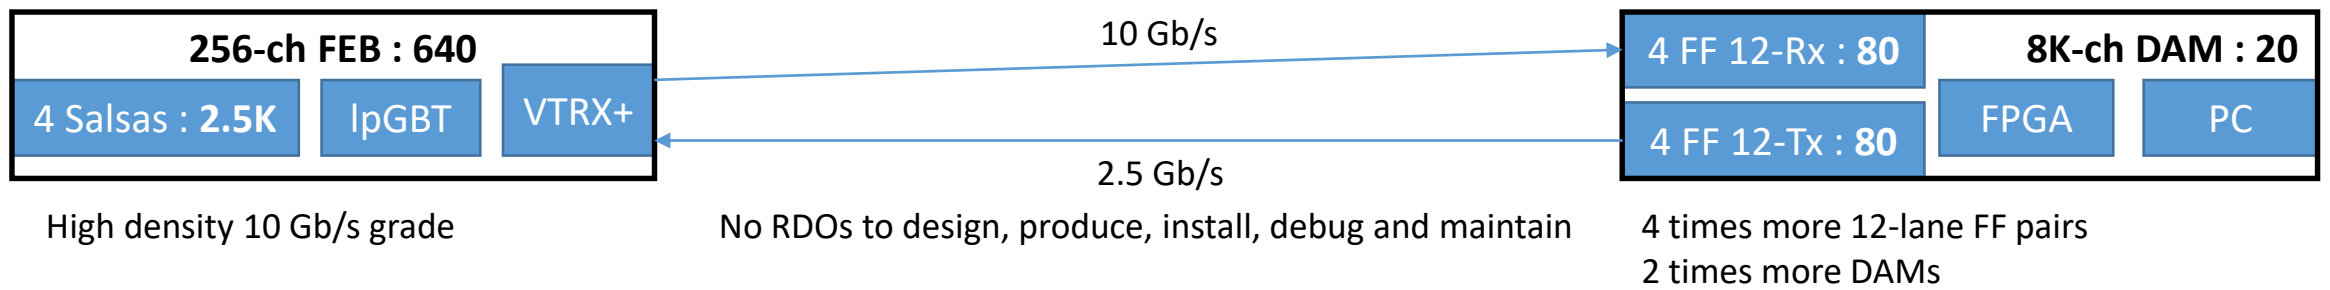 256-ch FEB : 640
4 Salsas : 2.5K
lpGBT
VTRX+
High density 10 Gb/s grade
10 Gb/s
2.5 Gb/s
No RDOs to design, produce, install, debug and maintain
4 FF 12-Rx : 80
8K-ch DAM : 20
4 FF 12-Tx : 80
FPGA
PC
4 times more 12-lane FF pairs
2 times more DAMs